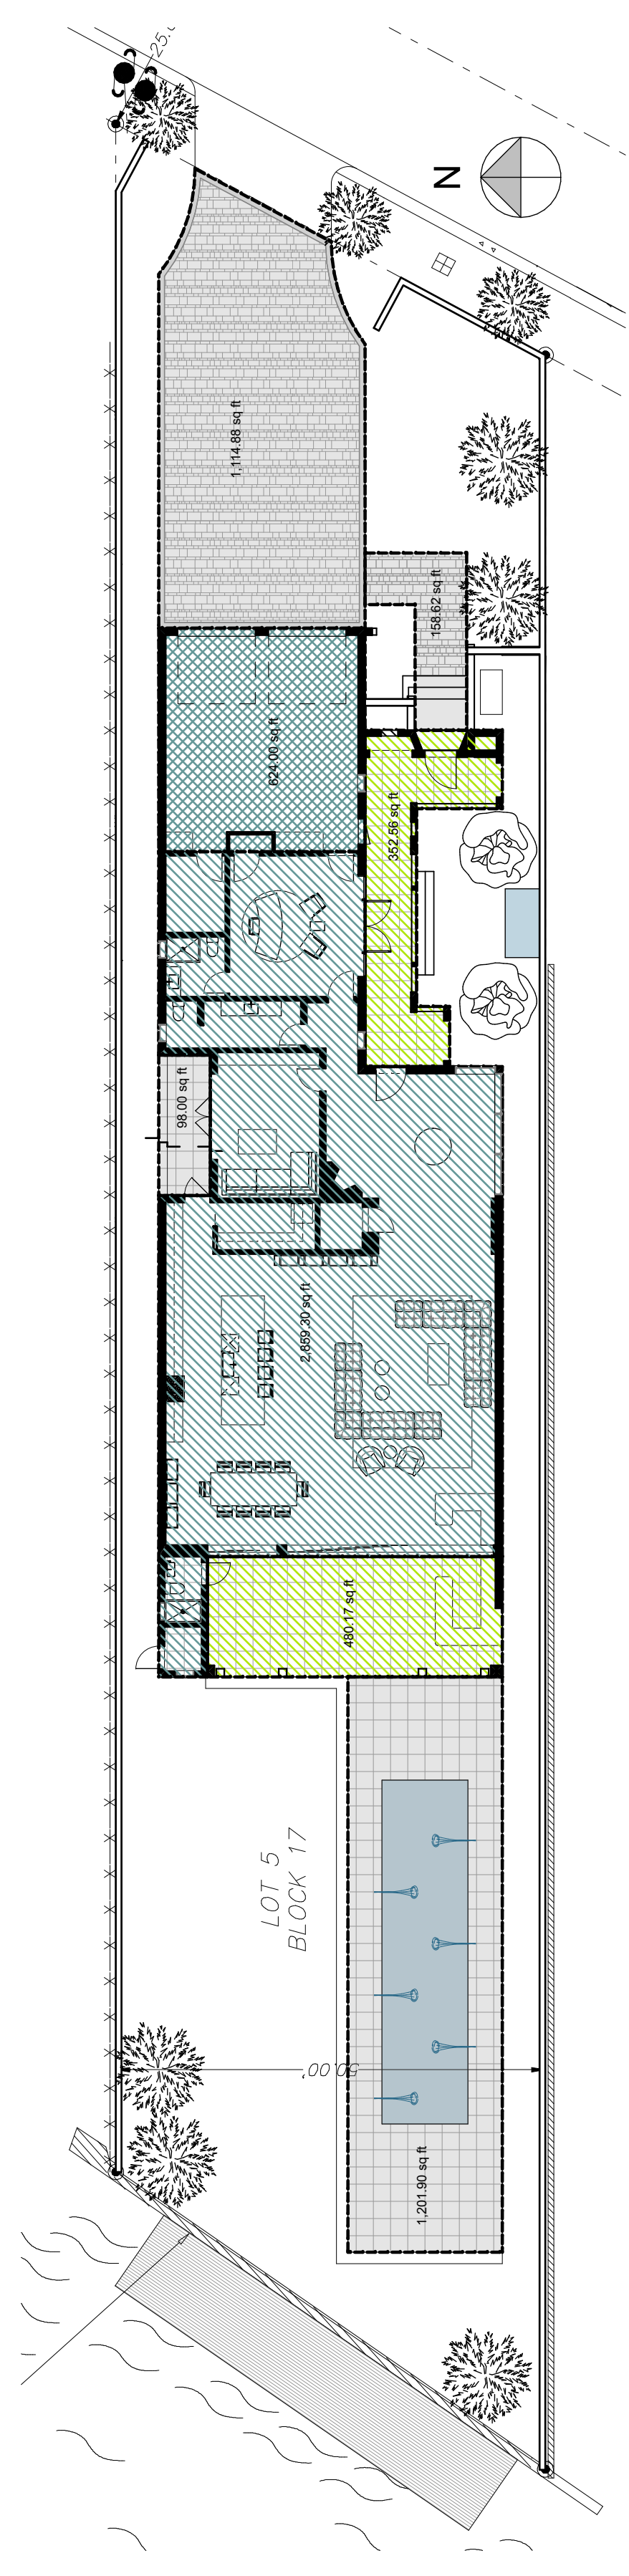 25.
N
1,114.88 sq ft
158.62 sq ft
624.00 sq ft
352.56 sq ft
98.00 sq ft
2,859.30 sq ft
480.17 sq ft
LOT 5
BLOCK 17
50.00'
1,201.90 sq ft